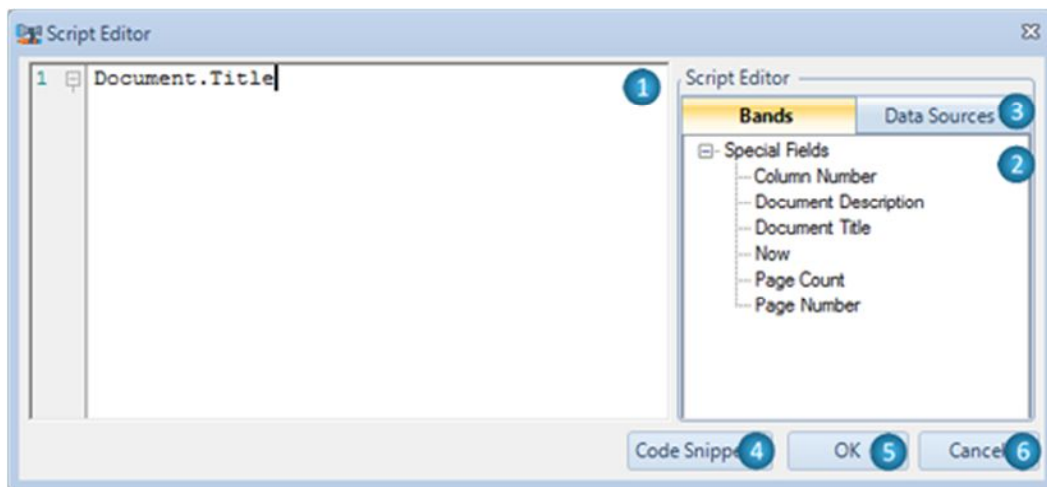 Script Editor
1 Document.Title
1
Script Editor
Bands
Data Sources 3
2
Special Fields
Column Number
Document Description
Document Title
Now
Page Count
Page Number
Code Snippe 4
OK 5
Cancel 6